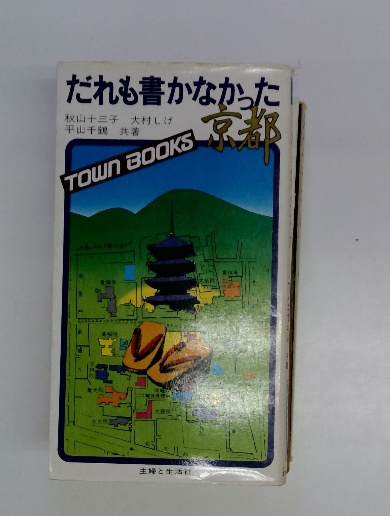 だれも書かなかった
京都
秋山十三子 大村しげ
平山千鶴 共著
TOWN BOOKS
主婦と生活社